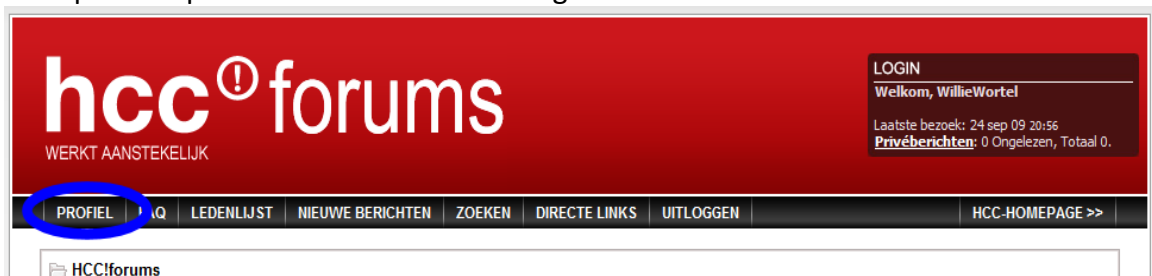 hcc! forums
WERKT AANSTEKELIJK
LOGIN
Welkom, WillieWortel
Laatste bezoek: 24 sep 09 20:56
Privéberichten: 0 Ongelezen, Totaal 0.
PROFIEL FAQ LEDENLIJST NIEUWE BERICHTEN ZOEKEN DIRECTE LINKS UITLOGGEN HCC-HOMEPAGE >>
HCC!forums